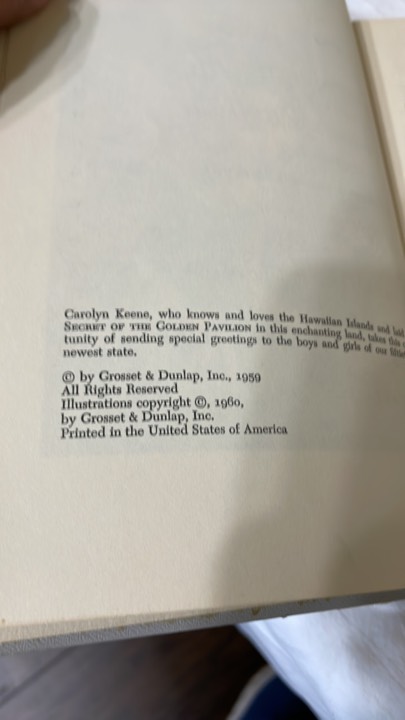 Carolyn Keene, who knows and loves the Hawaiian Islands and laid
SECRET OF THE GOLDEN PAVILION in this enchanting land, takes this
tunity of sending special greetings to the boys and girls of our
newest state.
© by Grosset & Dunlap, Inc., 1959
All Rights Reserved
Illustrations copyright ©, 1960,
by Grosset & Dunlap, Inc.
Printed in the United States of America